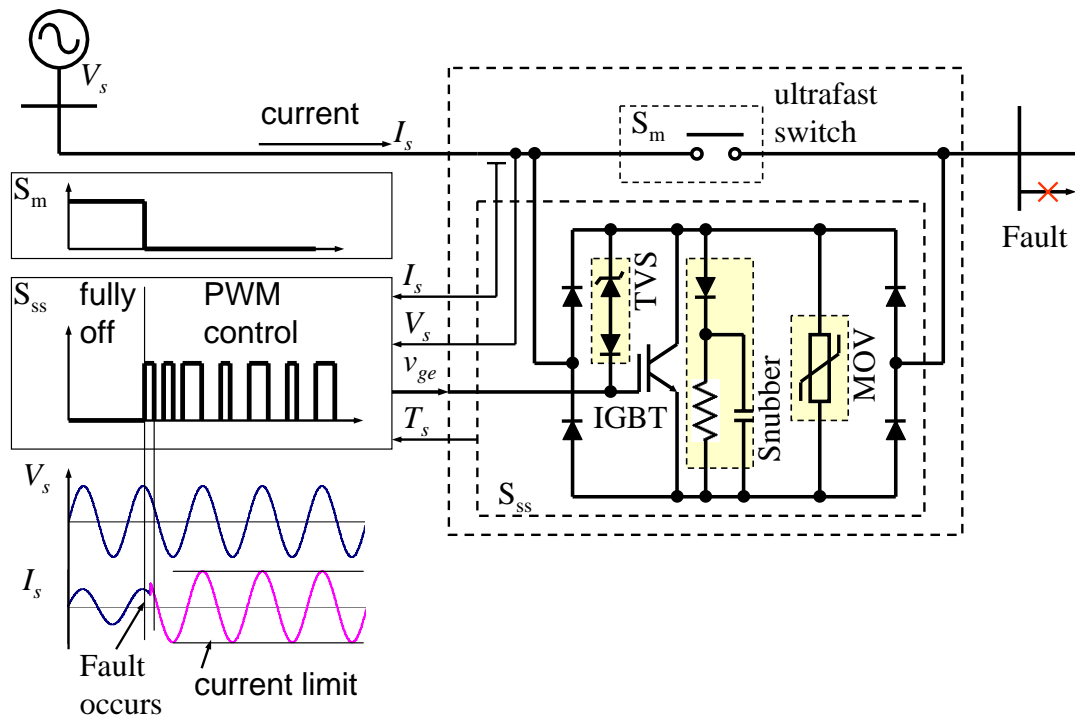 V_s
current
I_s
S_m
ultrafast
switch
Fault
S_m
S_ss
fully
off
PWM
control
I_s
V_s
v_ge
T_s
TVS
IGBT
Snubber
MOV
S_ss
V_s
I_s
Fault
occurs
current limit